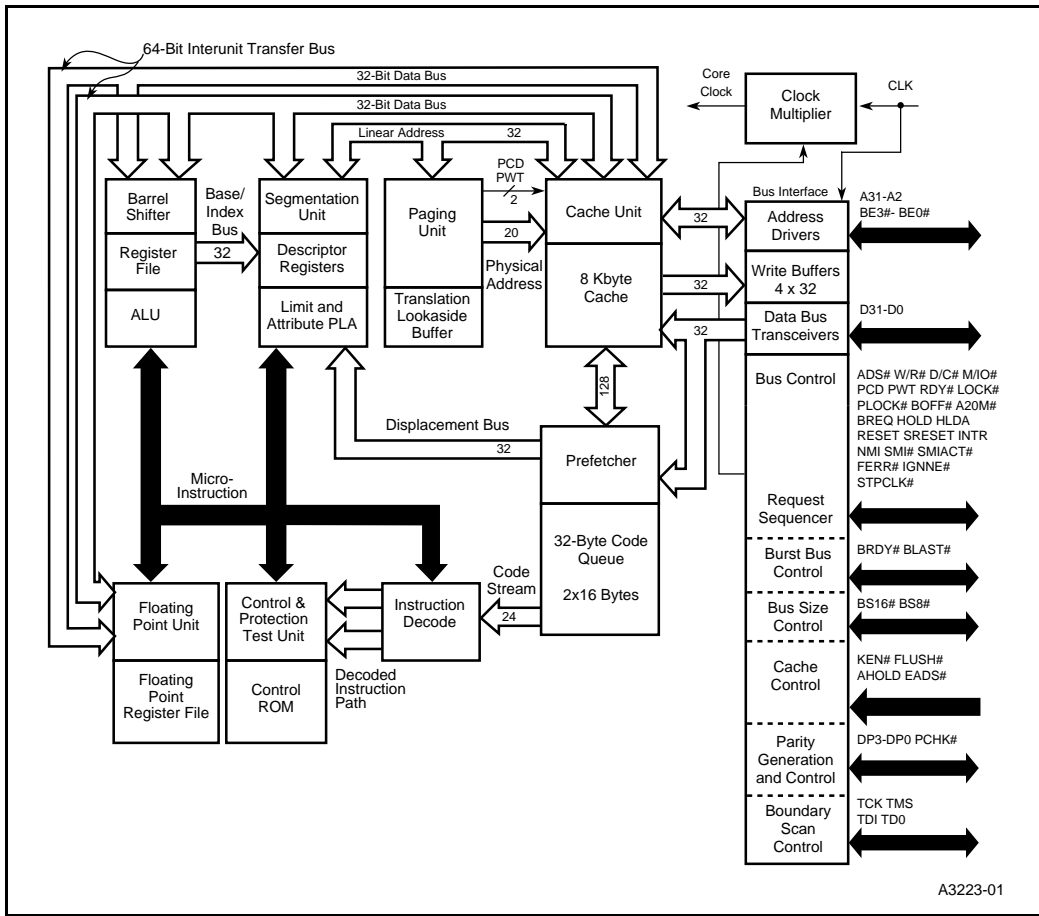 64-Bit Interunit Transfer Bus
32-Bit Data Bus
32-Bit Data Bus
Linear Address
32
Core
Clock
Clock
Multiplier
CLK
PCD
PWT
2
Barrel
Shifter
Register
File
ALU
Base/
Index
Bus
32
Segmentation
Unit
Descriptor
Registers
Limit and
Attribute PLA
Paging
Unit
Translation
Lookaside
Buffer
20
Physical
Address
Cache Unit
8 Kbyte
Cache
32
32
32
128
Bus Interface
Address
Drivers
Write Buffers
4 x 32
Data Bus
Transceivers
Bus Control
Request
Sequencer
Burst Bus
Control
Bus Size
Control
Cache
Control
Parity
Generation
and Control
Boundary
Scan
Control
A31-A2
BE3#- BE0#
D31-D0
ADS# W/R# D/C# M/IO#
PCD PWT RDY# LOCK#
PLOCK# BOFF# A20M#
BREQ HOLD HLDA
RESET SRESET INTR
NMI SMI# SMIACT#
FERR# IGNNE#
STPCLK#
BRDY# BLAST#
BS16# BS8#
KEN# FLUSH#
AHOLD EADS#
DP3-DP0 PCHK#
TCK TMS
TDI TD0
Displacement Bus
32
Micro-
Instruction
Prefetcher
32-Byte Code
Queue
2x16 Bytes
Code
Stream
24
Floating
Point Unit
Floating
Point
Register File
Control &
Protection
Test Unit
Control
ROM
Instruction
Decode
Decoded
Instruction
Path
A3223-01